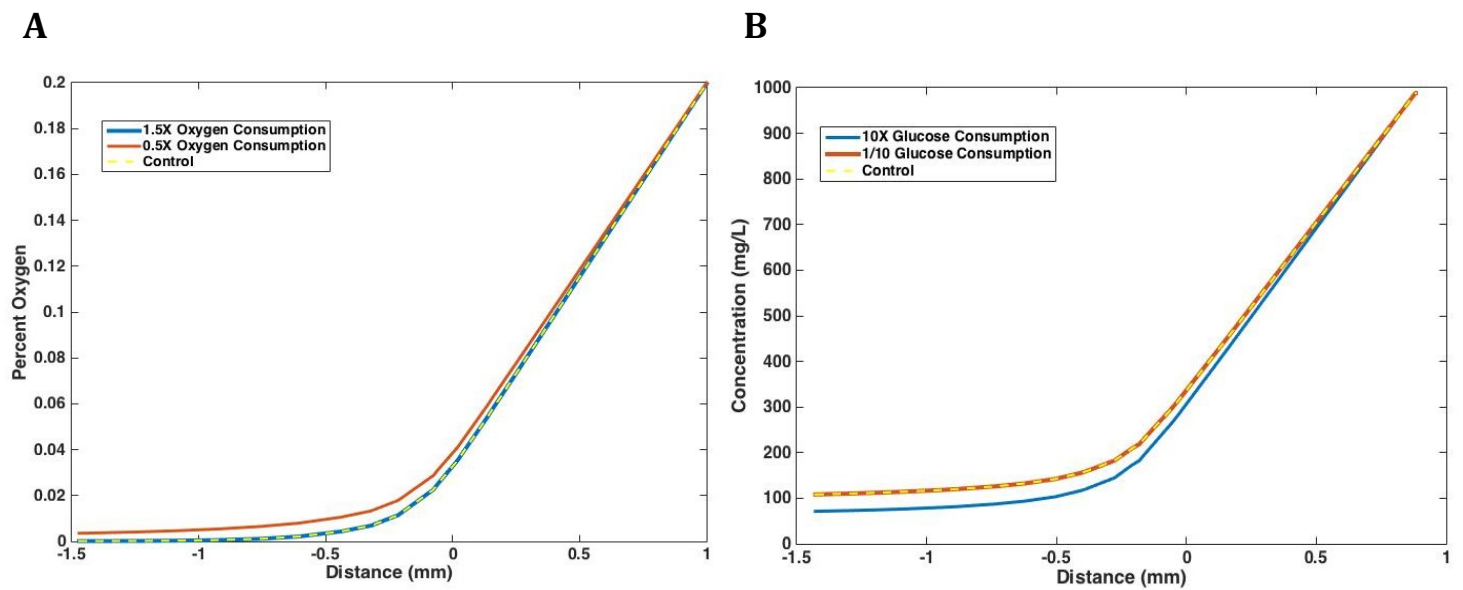 A
B
0.2
0.18
0.16
0.14
0.12
0.1
0.08
0.06
0.04
0.02
0
Percent Oxygen
1.5X Oxygen Consumption
0.5X Oxygen Consumption
Control
-1.5
-1
-0.5
0
0.5
1
Distance (mm)
1000
900
800
700
600
500
400
300
200
100
0
Concentration (mg/L)
10X Glucose Consumption
1/10 Glucose Consumption
Control
-1.5
-1
-0.5
0
0.5
1
Distance (mm)